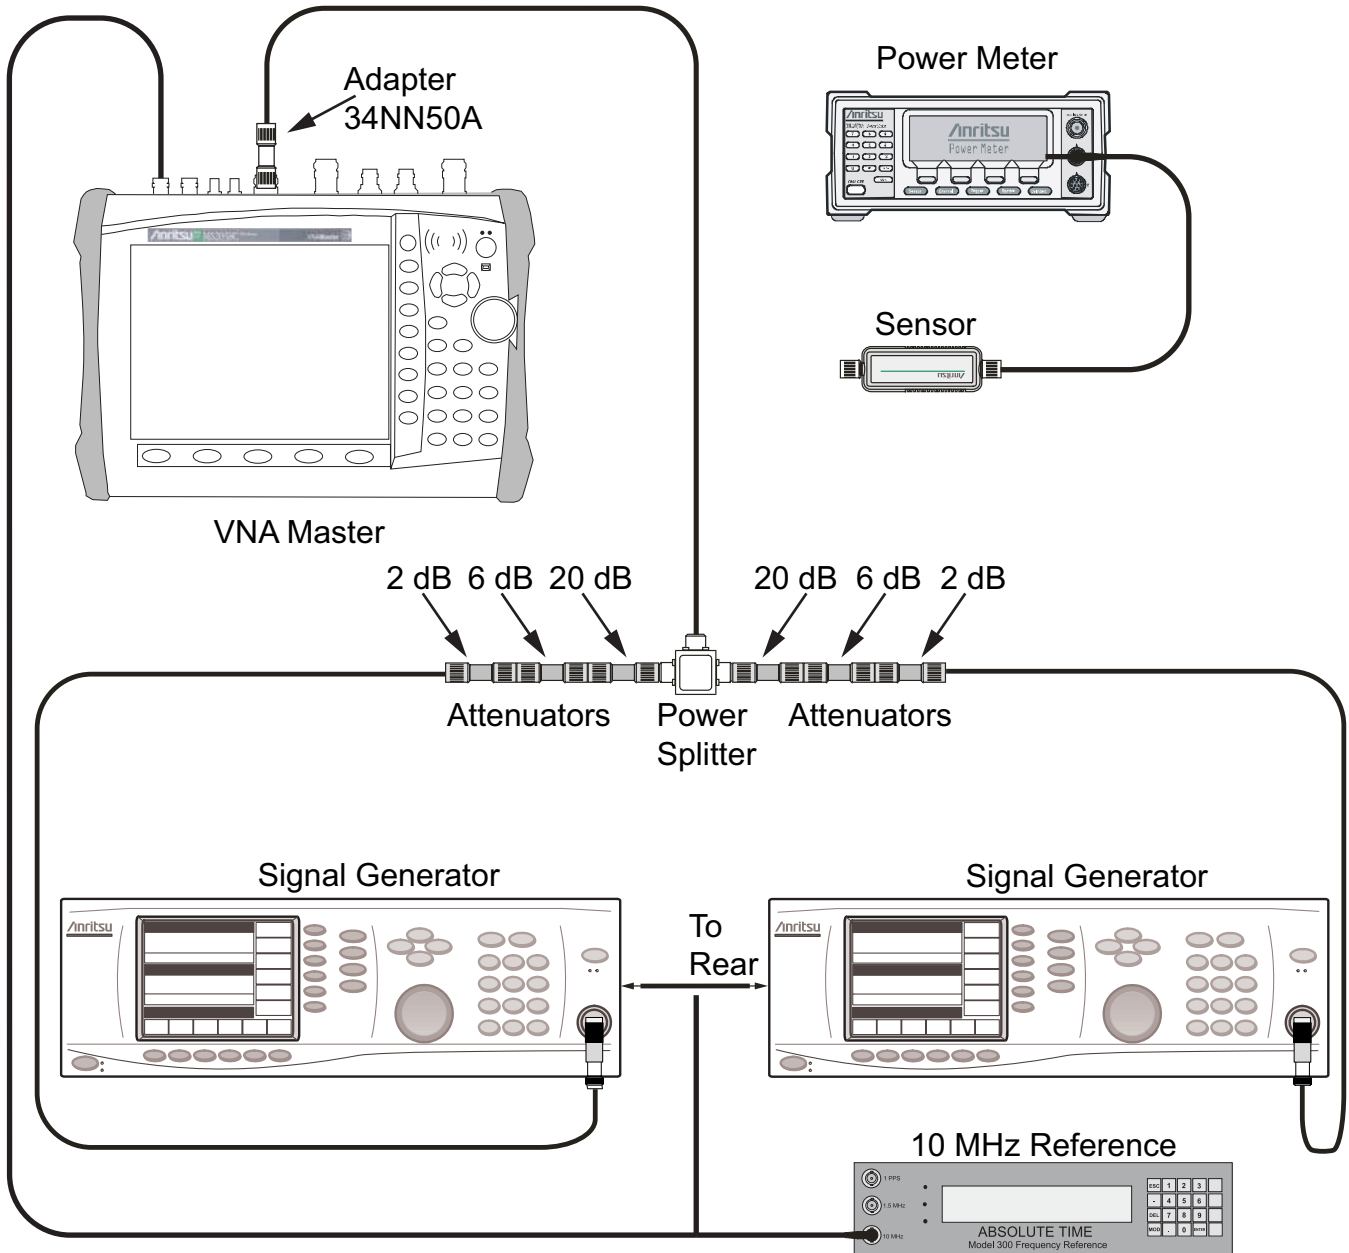 Power Meter
Adapter
34NN50A
Anritsu
Anritsu
Power Meter
Sensor
Anritsu
Anritsu
VNA Master
2 dB 6 dB 20 dB
20 dB 6 dB 2 dB
Attenuators
Power
Splitter
Attenuators
Signal Generator
Signal Generator
Anritsu
To
Rear
Anritsu
10 MHz Reference
1 PPS
1.5 MHz
10 MHz
ESC 1 2 3
- 4 5 6
DEL 7 8 9
MOD . 0 ENTER
ABSOLUTE TIME
Model 300 Frequency Reference